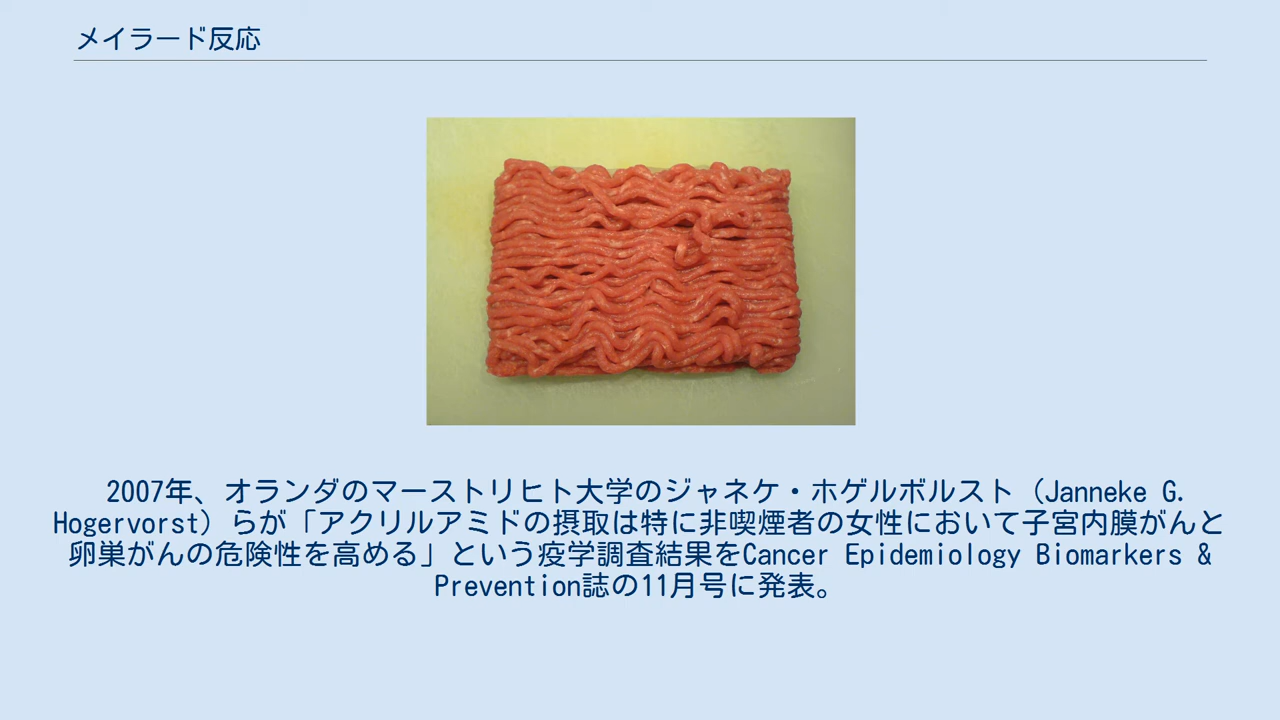 メイラード反応
2007年、オランダのマーストリヒト大学のジャネケ・ホゲルボルスト（Janneke G.
Hogervorst）らが「アクリルアミドの摂取は特に非喫煙者の女性において子宮内膜がんと
卵巣がんの危険性を高める」という疫学調査結果をCancer Epidemiology Biomarkers &
Prevention誌の11月号に発表。